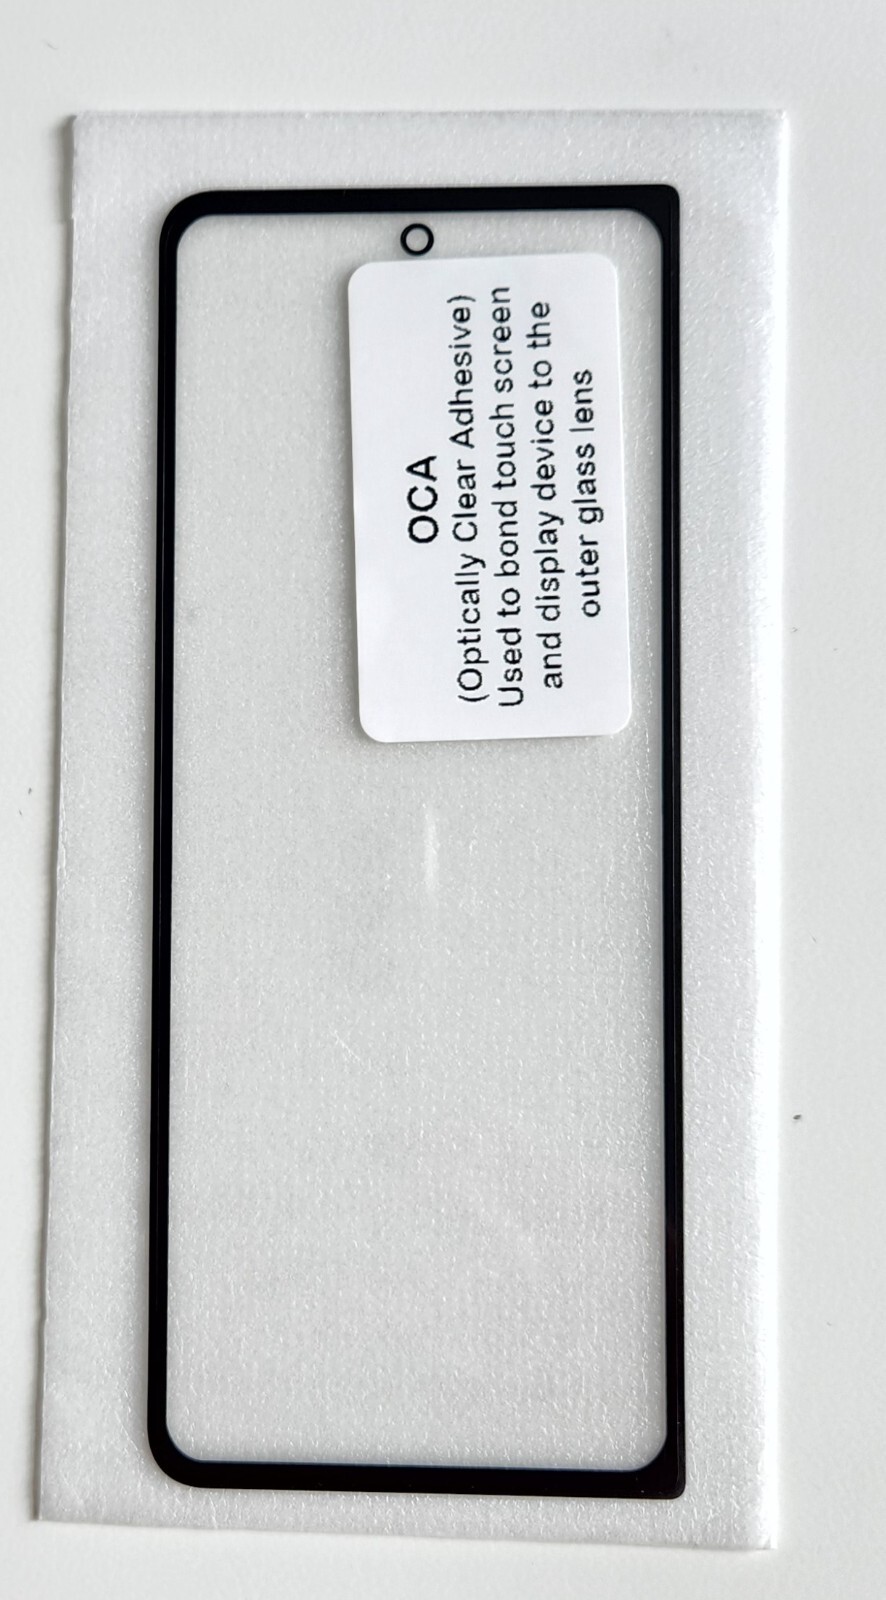 OCA
(Optically Clear Adhesive)
Used to bond touch screen
and display device to the
outer glass lens